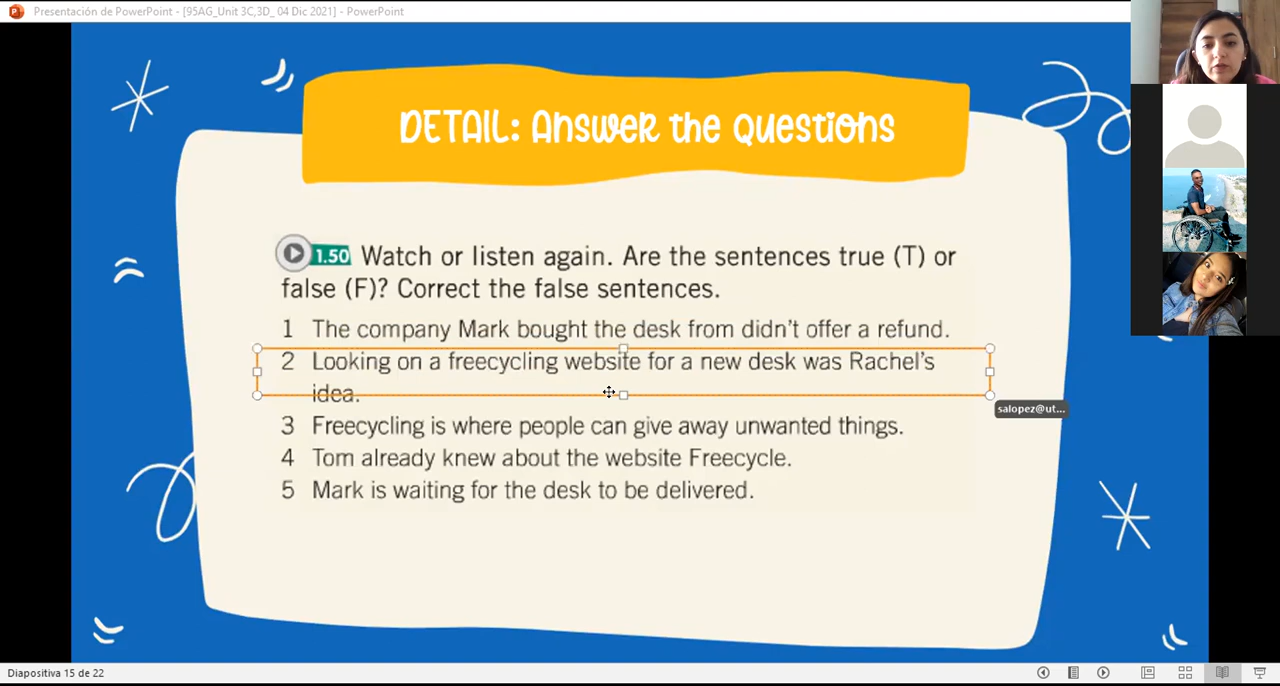 Presentación de PowerPoint - [95AG_Unit 3C,3D_ 04 Dic 2021] - PowerPoint
DETAIL: Answer the Questions
1.50 Watch or listen again. Are the sentences true (T) or
false (F)? Correct the false sentences.
1 The company Mark bought the desk from didn't offer a refund.
2 Looking on a freecycling website for a new desk was Rachel's
idea.
3 Freecycling is where people can give away unwanted things.
4 Tom already knew about the website Freecycle.
5 Mark is waiting for the desk to be delivered.
salopez@ut...
Diapositiva 15 de 22